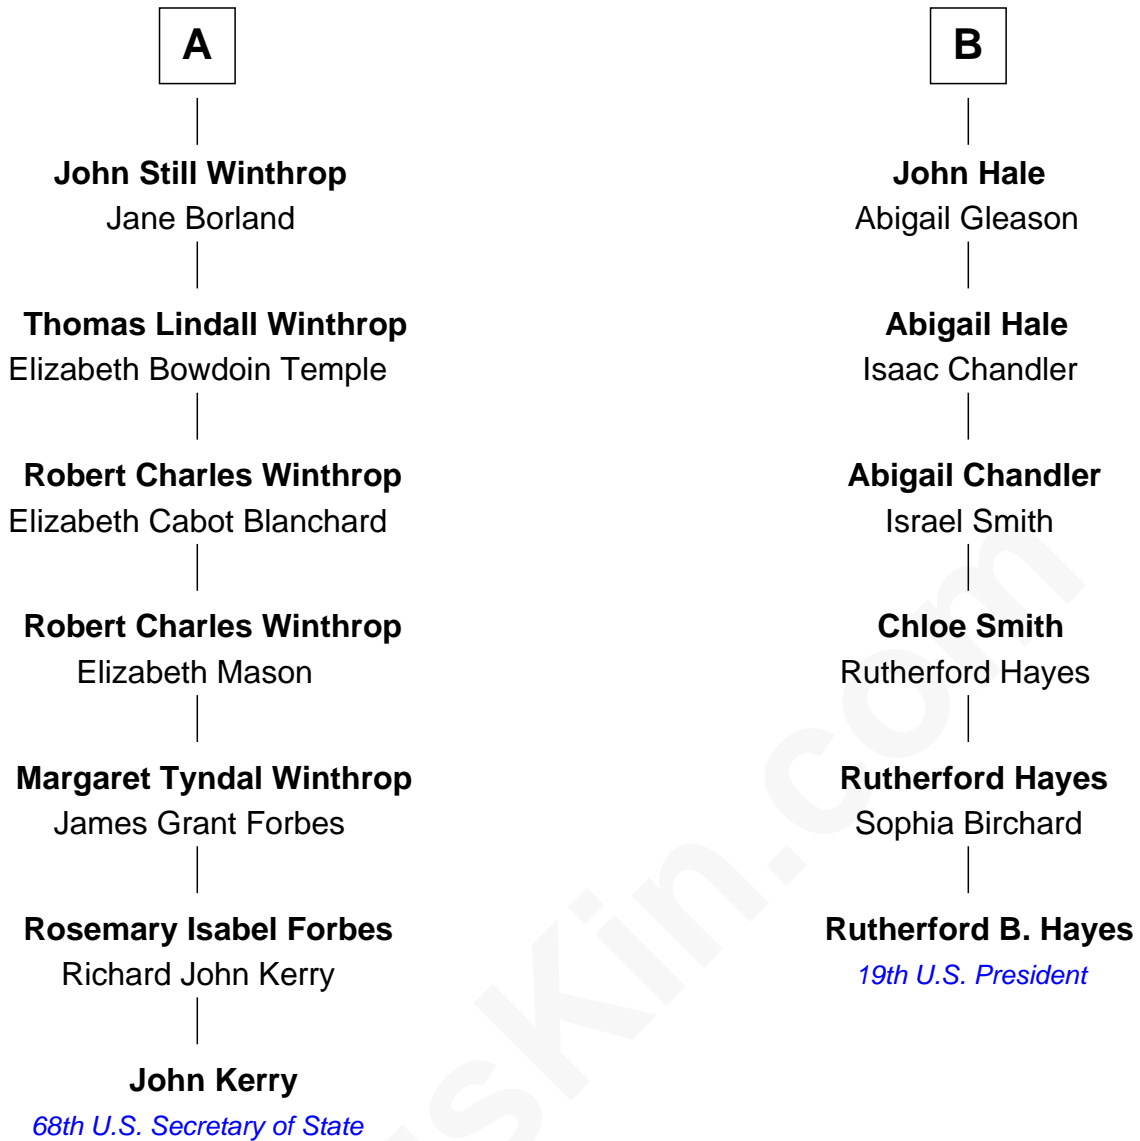 A
John Still Winthrop
Jane Borland
Thomas Lindall Winthrop
Elizabeth Bowdoin Temple
Robert Charles Winthrop
Elizabeth Cabot Blanchard
Robert Charles Winthrop
Elizabeth Mason
Margaret Tyndal Winthrop
James Grant Forbes
Rosemary Isabel Forbes
Richard John Kerry
John Kerry
68th U.S. Secretary of State
B
John Hale
Abigail Gleason
Abigail Hale
Isaac Chandler
Abigail Chandler
Israel Smith
Chloe Smith
Rutherford Hayes
Rutherford Hayes
Sophia Birchard
Rutherford B. Hayes
19th U.S. President